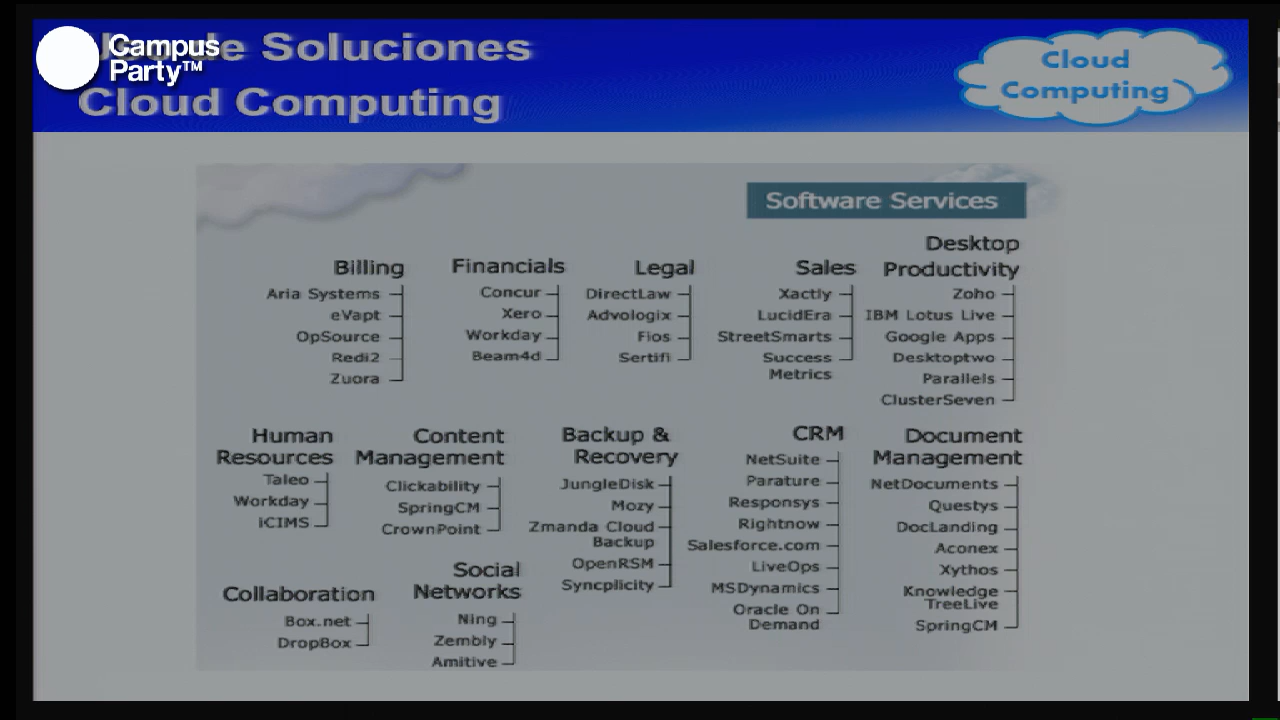 Campus
Party™
de Soluciones
Cloud Computing
Cloud
Computing
Software Services
Billing
Aria Systems
eVapt
OpSource
Redi2
Zuora
Financials
Concur
Xero
Workday
Beam4d
Legal
DirectLaw
Advologix
Fios
Sertifi
Sales
Xactly
LucidEra
StreetSmarts
Success
Metrics
Desktop
Productivity
Zoho
IBM Lotus Live
Google Apps
Desktoptwo
Parallels
ClusterSeven
Human
Resources
Taleo
Workday
iCIMS
Content
Management
Clickability
SpringCM
CrownPoint
Backup &
Recovery
JungleDisk
Mozy
Zmanda Cloud
Backup
OpenRSM
Syncplicity
CRM
NetSuite
Parature
Responsys
Rightnow
Salesforce.com
LiveOps
MSDynamics
Oracle On
Demand
Document
Management
NetDocuments
Questys
DocLanding
Aconex
Xythos
Knowledge
TreeLive
SpringCM
Collaboration
Box.net
DropBox
Social
Networks
Ning
Zembly
Amitive